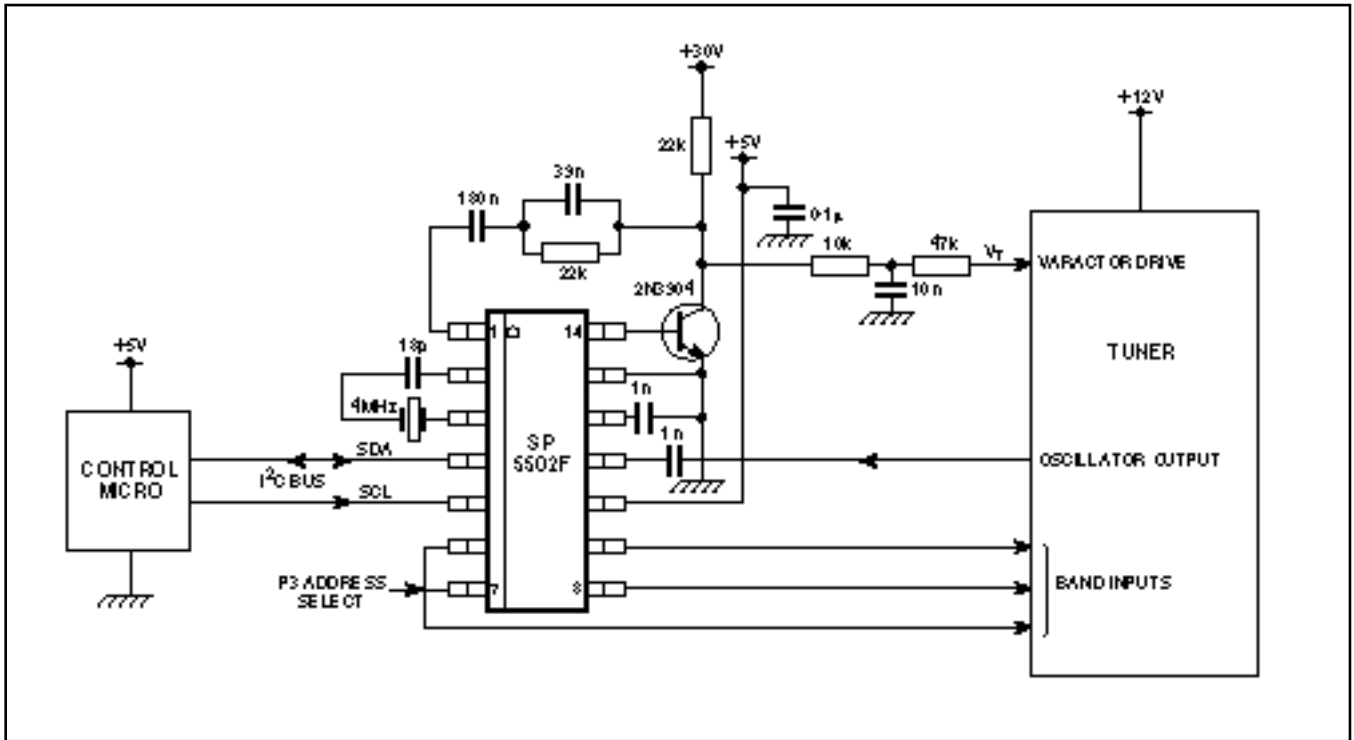 +30V
+12V
22k
+5V
39n
180n
0·1µ
22k
10k
47k
VT
VARACTOR DRIVE
10n
2N3904
TUNER
1
14
+5V
18p
4MHz
1n
1n
SP
5502F
CONTROL
MICRO
SDA
I2C BUS
SCL
OSCILLATOR OUTPUT
P3 ADDRESS
SELECT
7
8
BAND INPUTS